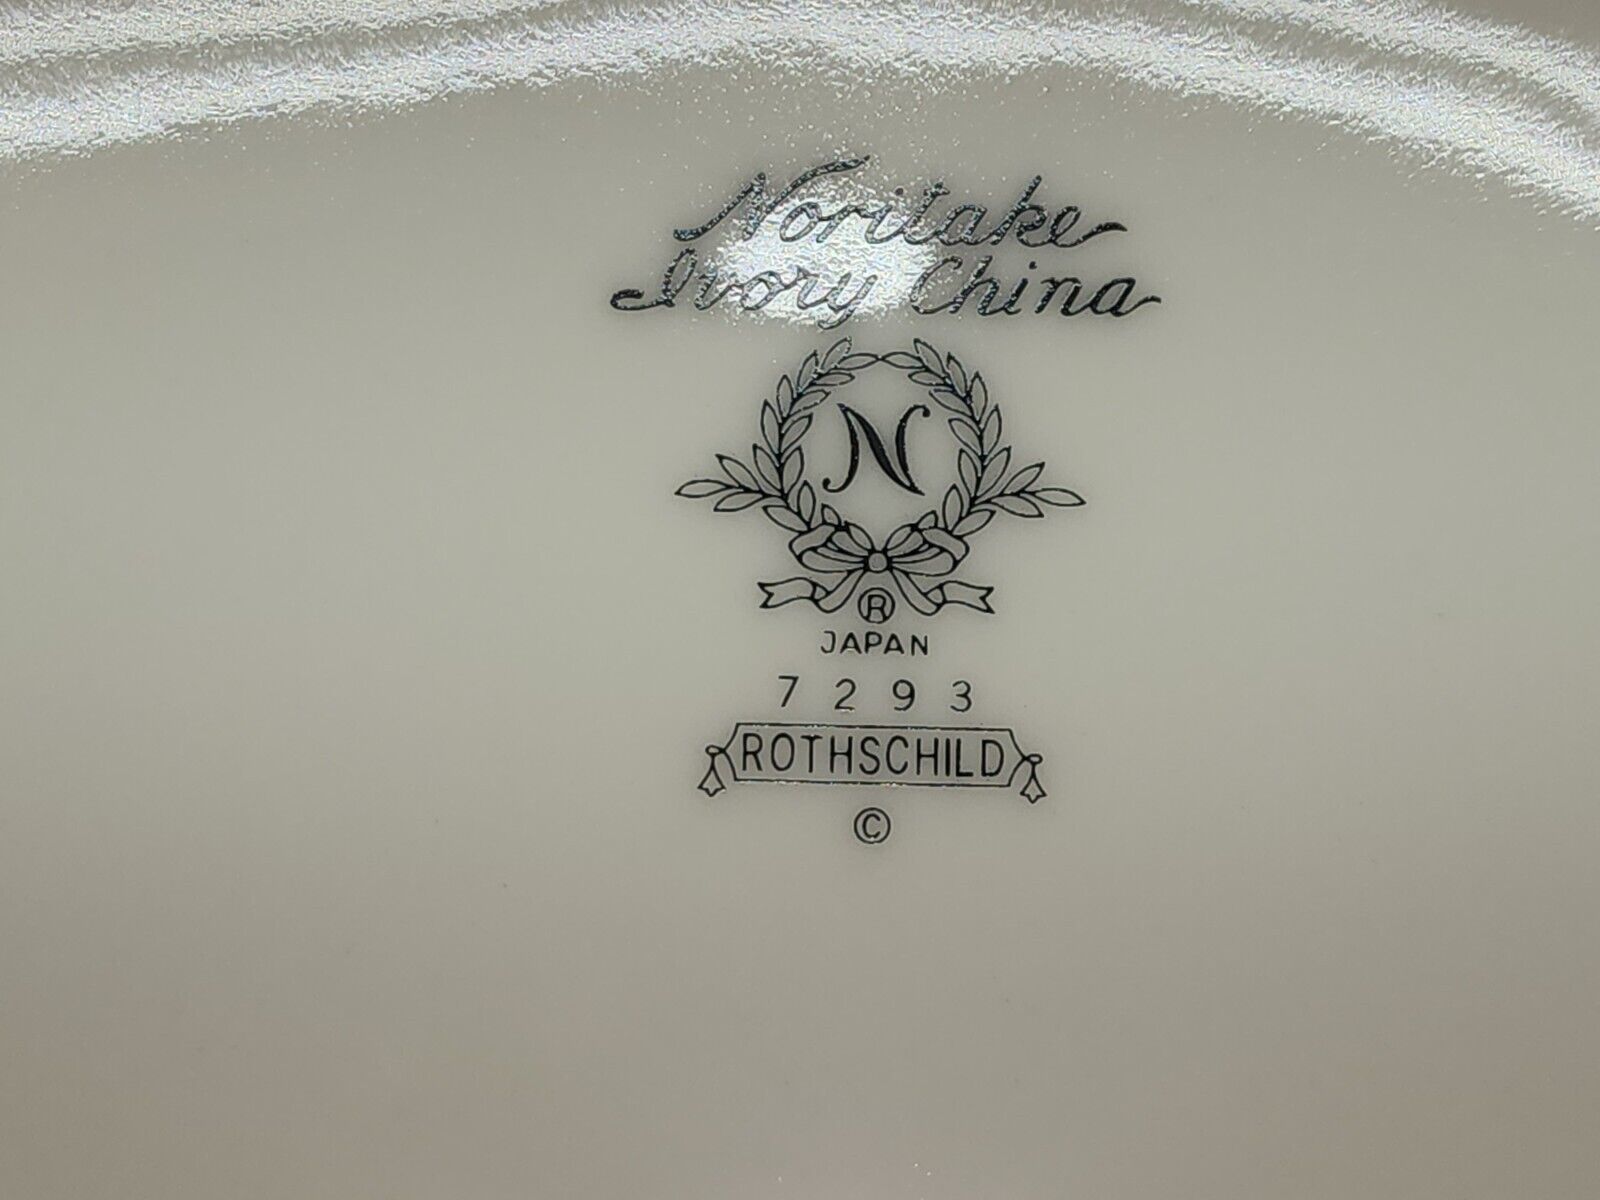 Noritake
Ivory China
N
®
JAPAN
7293
ROTHSCHILD
©